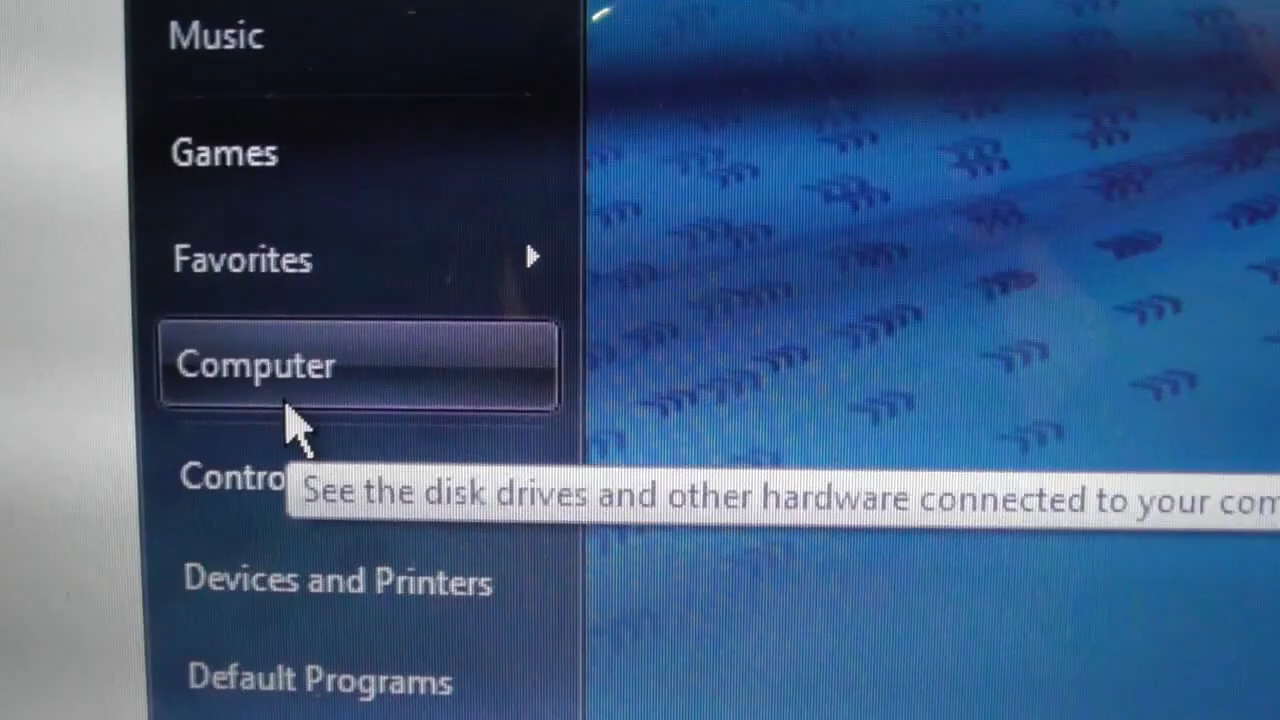 Music
Games
Favorites
Computer
Contro
See the disk drives and other hardware connected to your com
Devices and Printers
Default Programs